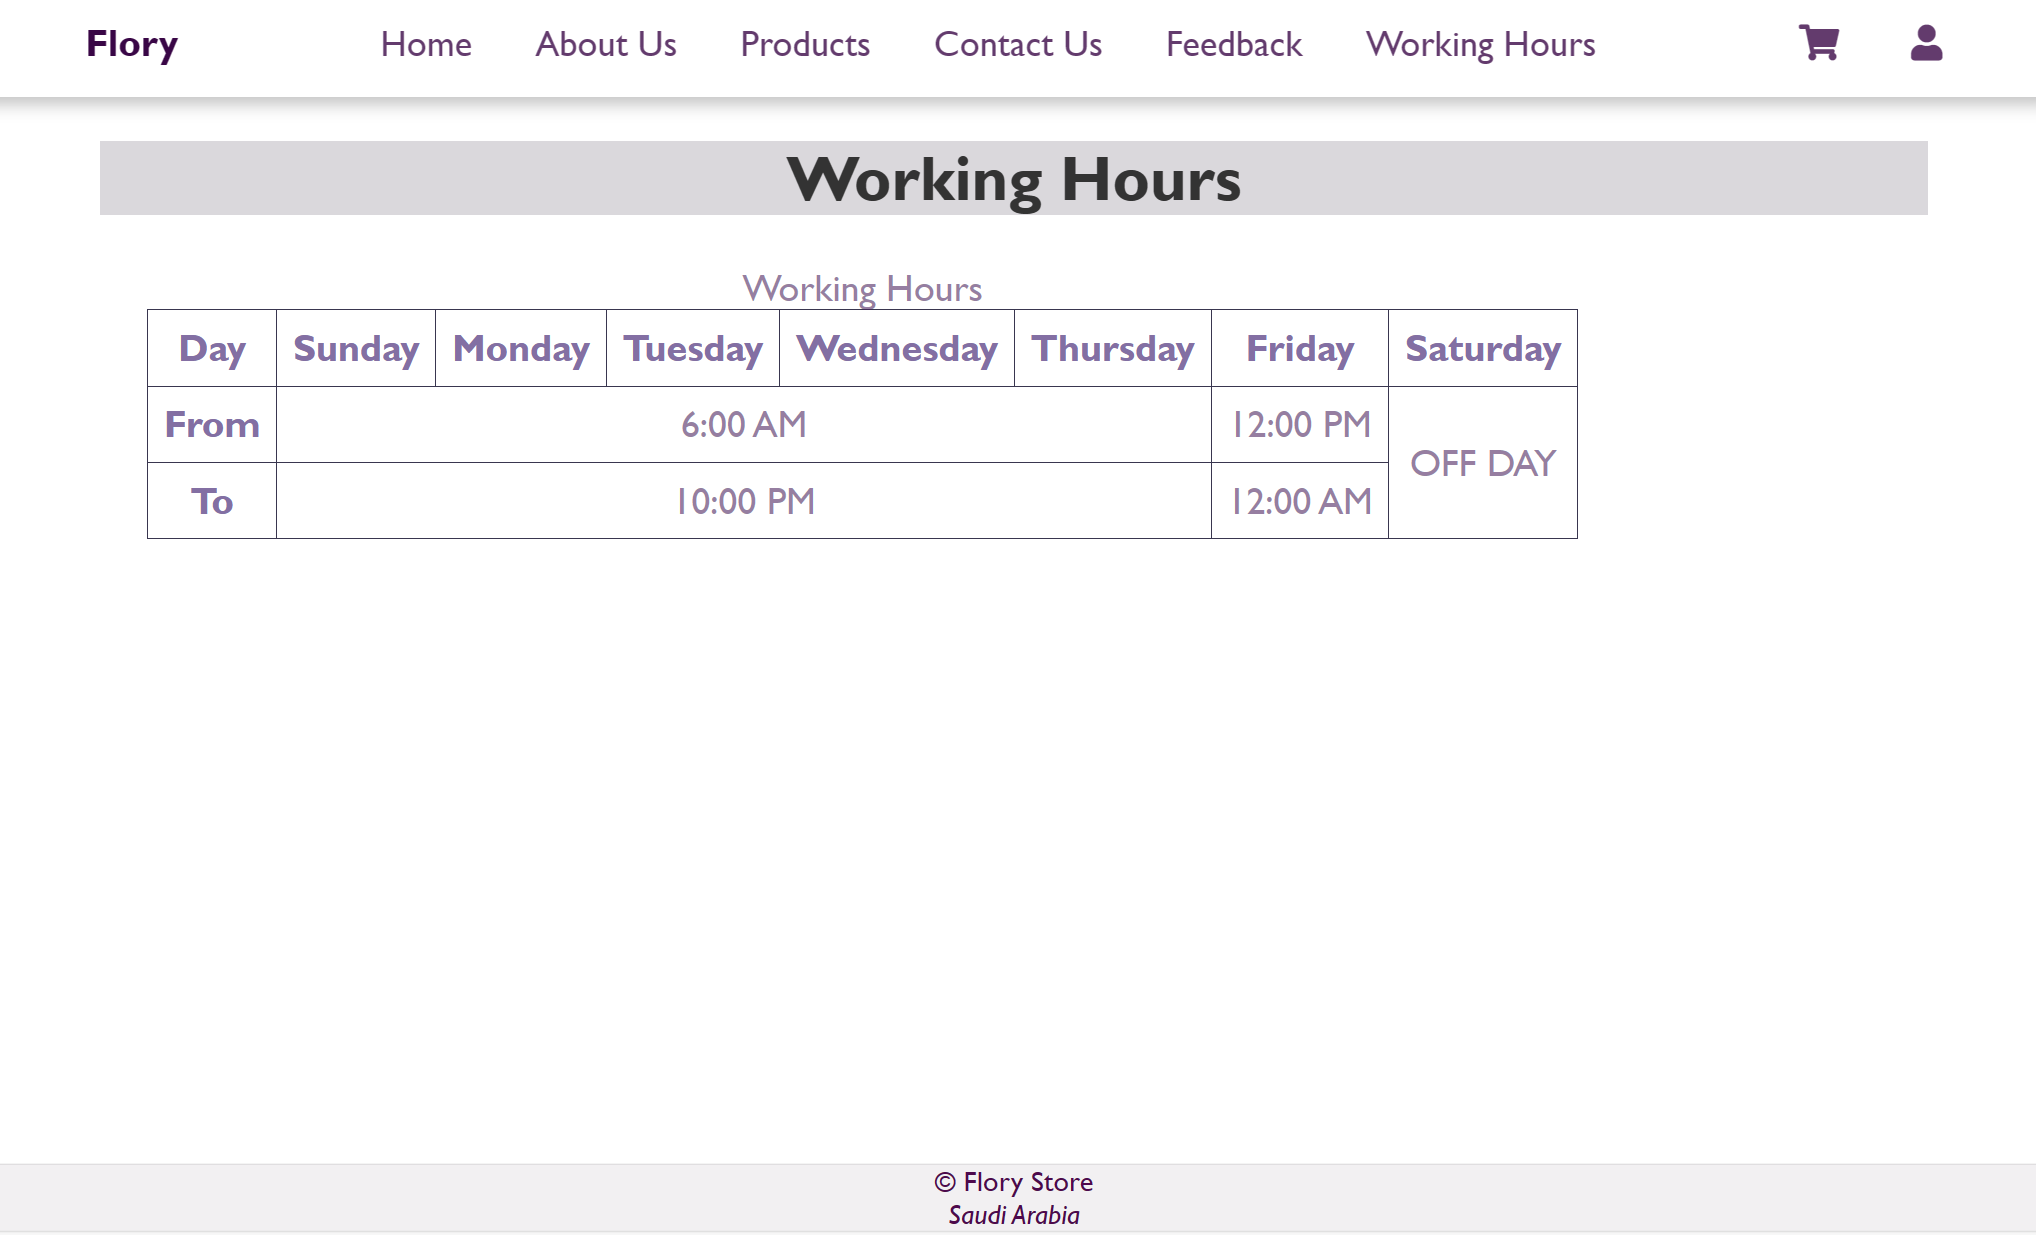 Flory Home About Us Products Contact Us Feedback Working Hours
Working Hours
Working Hours
Day Sunday Monday Tuesday Wednesday Thursday Friday Saturday
From 6:00 AM 12:00 PM
OFF DAY
To 10:00 PM 12:00 AM
© Flory Store
Saudi Arabia